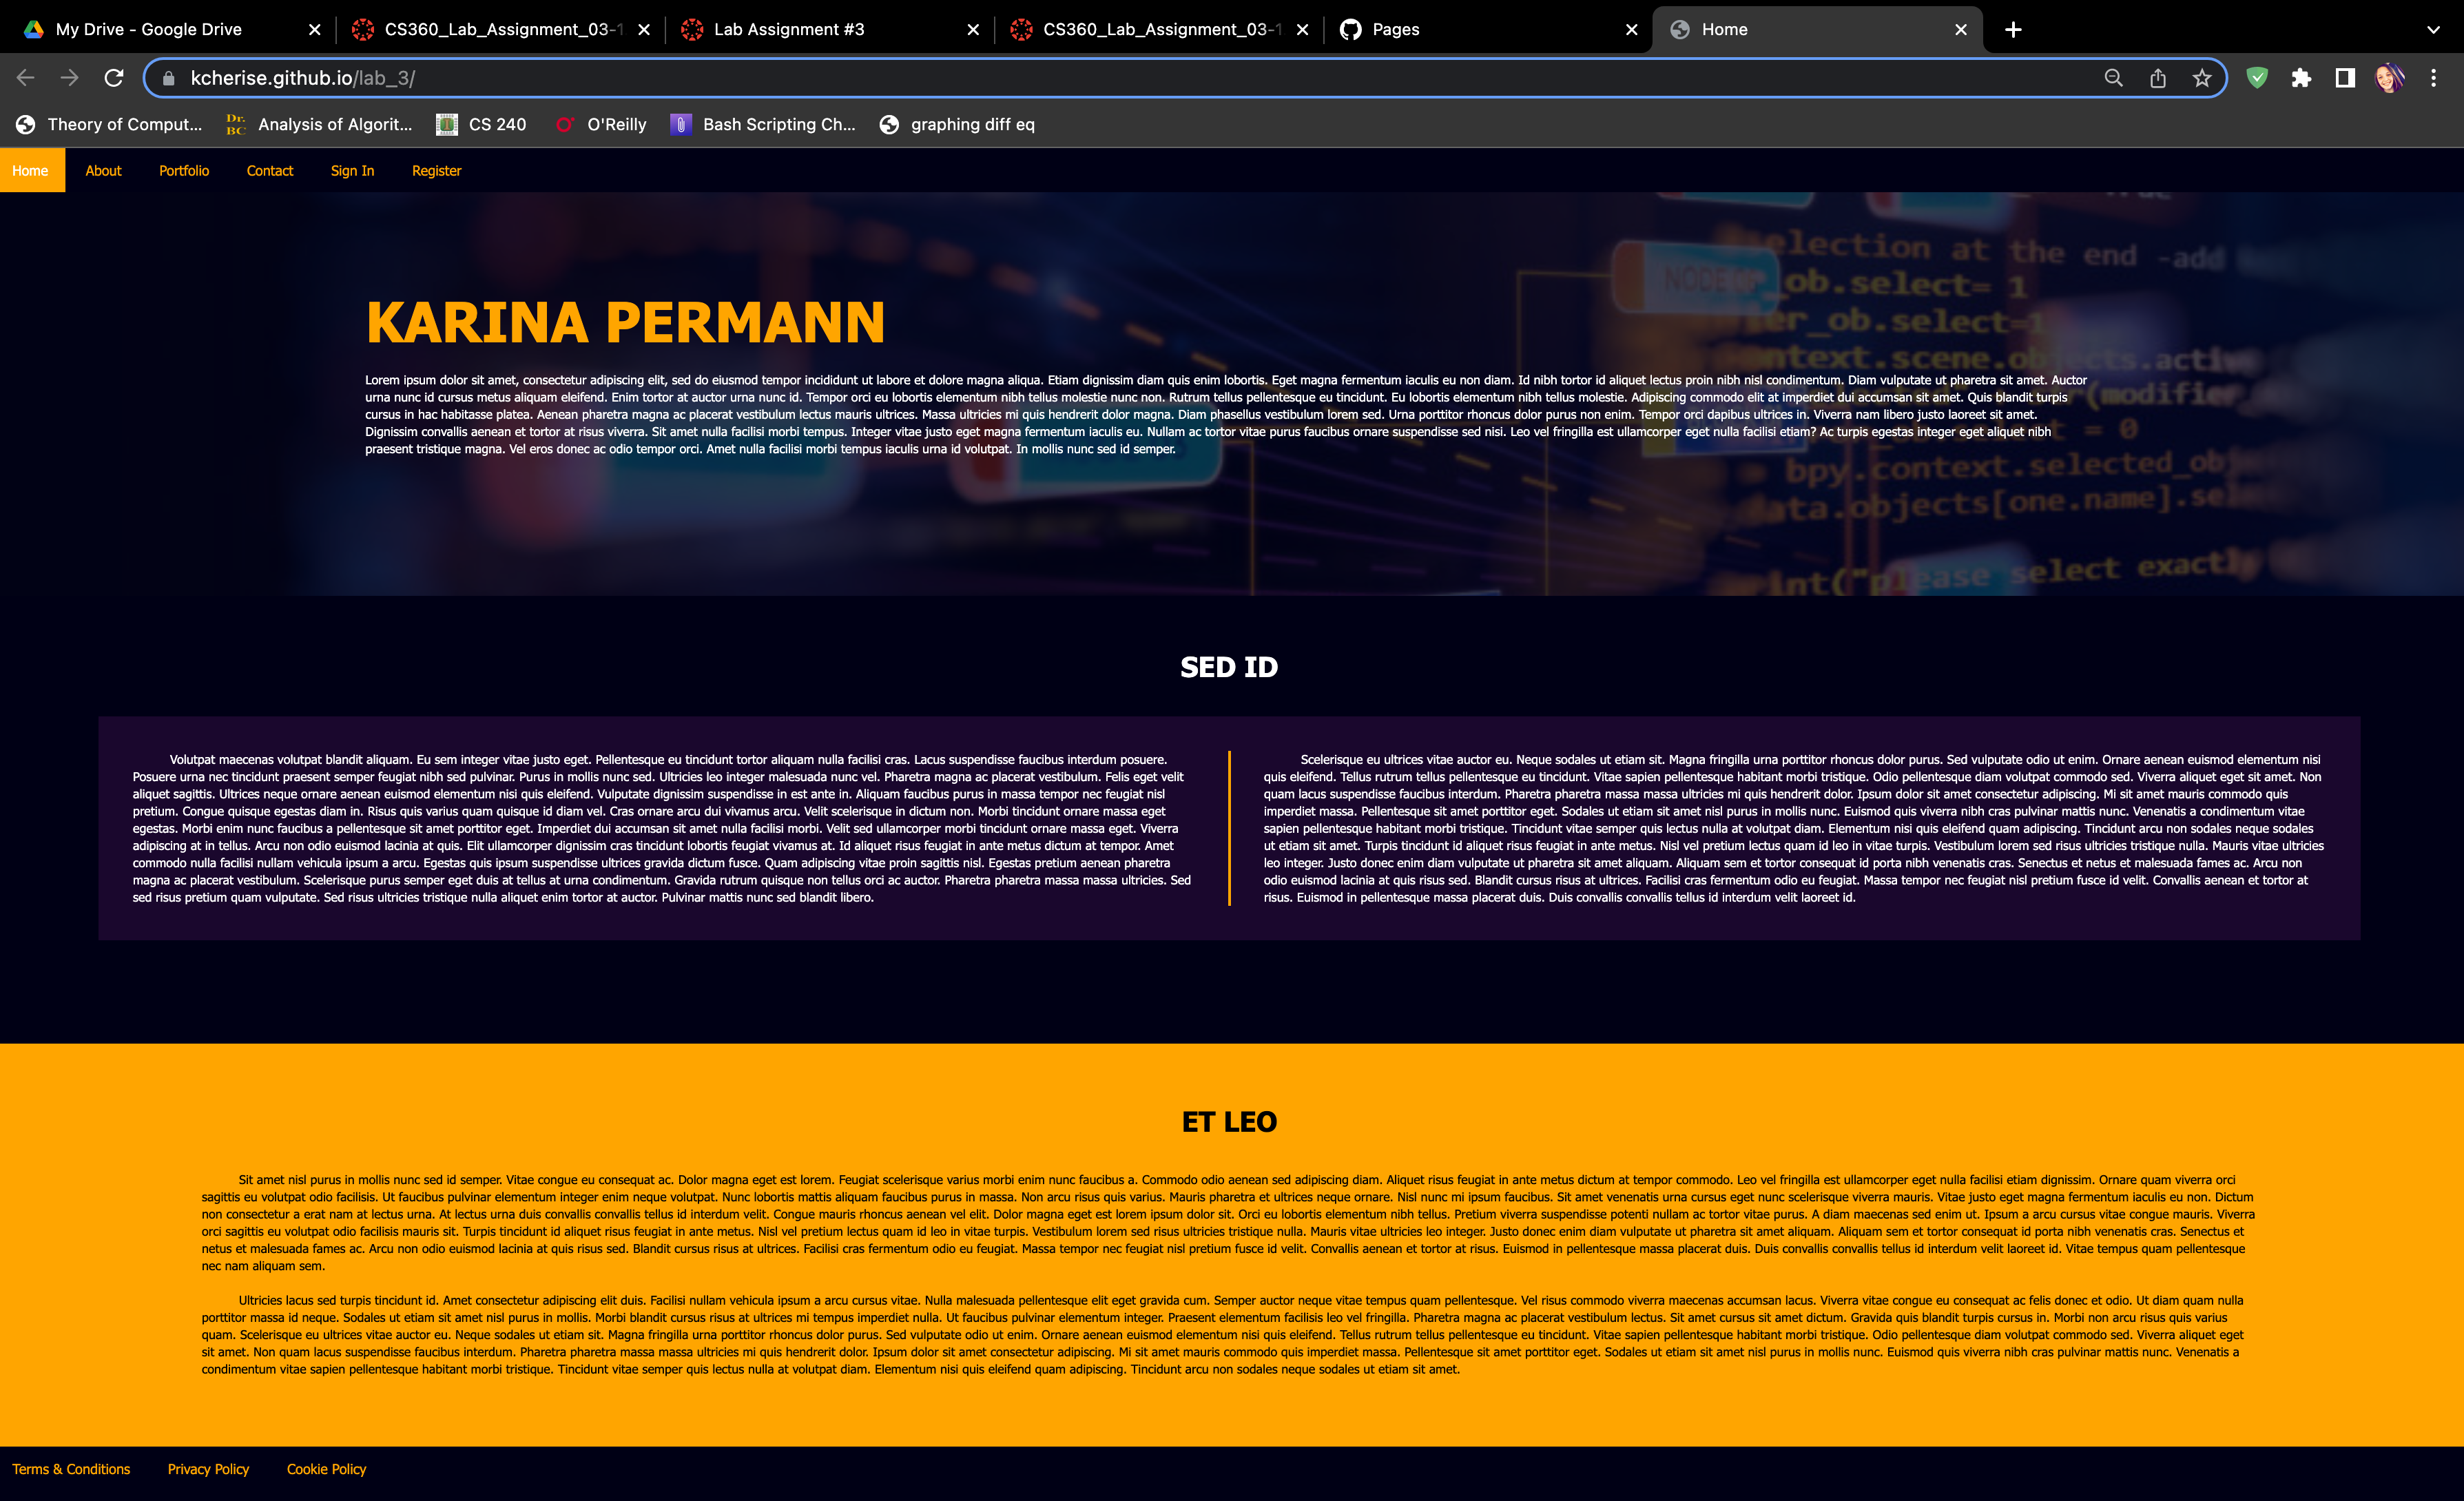 My Drive - Google Drive
CS360_Lab_Assignment_03-1
Lab Assignment #3
CS360_Lab_Assignment_03-1
Pages
Home
kcherise.github.io/lab_3/
Theory of Comput...
Dr. BC
Analysis of Algorit...
CS 240
O'Reilly
Bash Scripting Ch...
graphing diff eq
Home
About
Portfolio
Contact
Sign In
Register
KARINA PERMANN
Lorem ipsum dolor sit amet, consectetur adipiscing elit, sed do eiusmod tempor incididunt ut labore et dolore magna aliqua. Etiam dignissim diam quis enim lobortis. Eget magna fermentum iaculis eu non diam. Id nibh tortor id aliquet lectus proin nibh nisl condimentum. Diam vulputate ut pharetra sit amet. Auctor
urna nunc id cursus metus aliquam eleifend. Enim tortor at auctor urna nunc id. Tempor orci eu lobortis elementum nibh tellus molestie nunc non. Rutrum tellus pellentesque eu tincidunt. Eu lobortis elementum nibh tellus molestie. Adipiscing commodo elit at imperdiet dui accumsan sit amet. Quis blandit turpis
cursus in hac habitasse platea. Aenean pharetra magna ac placerat vestibulum lectus mauris ultrices. Massa ultricies mi quis hendrerit dolor magna. Diam phasellus vestibulum lorem sed. Urna porttitor rhoncus dolor purus non enim. Tempor orci dapibus ultrices in. Viverra nam libero justo laoreet sit amet.
Dignissim convallis aenean et tortor at risus viverra. Sit amet nulla facilisi morbi tempus. Integer vitae justo eget magna fermentum iaculis eu. Nullam ac tortor vitae purus faucibus ornare suspendisse sed nisi. Leo vel fringilla est ullamcorper eget nulla facilisi etiam? Ac turpis egestas integer eget aliquet nibh
praesent tristique magna. Vel eros donec ac odio tempor orci. Amet nulla facilisi morbi tempus iaculis urna id volutpat. In mollis nunc sed id semper.
election at the end -add
_ob.select= 1
er_ob.select=1
ntext.scene.objects.active
(modifier
= 0
bpy.context.selected_obj
data.objects[one.name].sel
int("please select exactl
SED ID
Volutpat maecenas volutpat blandit aliquam. Eu sem integer vitae justo eget. Pellentesque eu tincidunt tortor aliquam nulla facilisi cras. Lacus suspendisse faucibus interdum posuere.
Posuere urna nec tincidunt praesent semper feugiat nibh sed pulvinar. Purus in mollis nunc sed. Ultricies leo integer malesuada nunc vel. Pharetra magna ac placerat vestibulum. Felis eget velit
aliquet sagittis. Ultrices neque ornare aenean euismod elementum nisi quis eleifend. Vulputate dignissim suspendisse in est ante in. Aliquam faucibus purus in massa tempor nec feugiat nisl
pretium. Congue quisque egestas diam in. Risus quis varius quam quisque id diam vel. Cras ornare arcu dui vivamus arcu. Velit scelerisque in dictum non. Morbi tincidunt ornare massa eget
egestas. Morbi enim nunc faucibus a pellentesque sit amet porttitor eget. Imperdiet dui accumsan sit amet nulla facilisi morbi. Velit sed ullamcorper morbi tincidunt ornare massa eget. Viverra
adipiscing at in tellus. Arcu non odio euismod lacinia at quis. Elit ullamcorper dignissim cras tincidunt lobortis feugiat vivamus at. Id aliquet risus feugiat in ante metus dictum at tempor. Amet
commodo nulla facilisi nullam vehicula ipsum a arcu. Egestas quis ipsum suspendisse ultrices gravida dictum fusce. Quam adipiscing vitae proin sagittis nisl. Egestas pretium aenean pharetra
magna ac placerat vestibulum. Scelerisque purus semper eget duis at tellus at urna condimentum. Gravida rutrum quisque non tellus orci ac auctor. Pharetra pharetra massa massa ultricies. Sed
sed risus pretium quam vulputate. Sed risus ultricies tristique nulla aliquet enim tortor at auctor. Pulvinar mattis nunc sed blandit libero.
Scelerisque eu ultrices vitae auctor eu. Neque sodales ut etiam sit. Magna fringilla urna porttitor rhoncus dolor purus. Sed vulputate odio ut enim. Ornare aenean euismod elementum nisi
quis eleifend. Tellus rutrum tellus pellentesque eu tincidunt. Vitae sapien pellentesque habitant morbi tristique. Odio pellentesque diam volutpat commodo sed. Viverra aliquet eget sit amet. Non
quam lacus suspendisse faucibus interdum. Pharetra pharetra massa massa ultricies mi quis hendrerit dolor. Ipsum dolor sit amet consectetur adipiscing. Mi sit amet mauris commodo quis
imperdiet massa. Pellentesque sit amet porttitor eget. Sodales ut etiam sit amet nisl purus in mollis nunc. Euismod quis viverra nibh cras pulvinar mattis nunc. Venenatis a condimentum vitae
sapien pellentesque habitant morbi tristique. Tincidunt vitae semper quis lectus nulla at volutpat diam. Elementum nisi quis eleifend quam adipiscing. Tincidunt arcu non sodales neque sodales
ut etiam sit amet. Turpis tincidunt id aliquet risus feugiat in ante metus. Nisl vel pretium lectus quam id leo in vitae turpis. Vestibulum lorem sed risus ultricies tristique nulla. Mauris vitae ultricies
leo integer. Justo donec enim diam vulputate ut pharetra sit amet aliquam. Aliquam sem et tortor consequat id porta nibh venenatis cras. Senectus et netus et malesuada fames ac. Arcu non
odio euismod lacinia at quis risus sed. Blandit cursus risus at ultrices. Facilisi cras fermentum odio eu feugiat. Massa tempor nec feugiat nisl pretium fusce id velit. Convallis aenean et tortor at
risus. Euismod in pellentesque massa placerat duis. Duis convallis convallis tellus id interdum velit laoreet id.
ET LEO
Sit amet nisl purus in mollis nunc sed id semper. Vitae congue eu consequat ac. Dolor magna eget est lorem. Feugiat scelerisque varius morbi enim nunc faucibus a. Commodo odio aenean sed adipiscing diam. Aliquet risus feugiat in ante metus dictum at tempor commodo. Leo vel fringilla est ullamcorper eget nulla facilisi etiam dignissim. Ornare quam viverra orci
sagittis eu volutpat odio facilisis. Ut faucibus pulvinar elementum integer enim neque volutpat. Nunc lobortis mattis aliquam faucibus purus in massa. Non arcu risus quis varius. Mauris pharetra et ultrices neque ornare. Nisl nunc mi ipsum faucibus. Sit amet venenatis urna cursus eget nunc scelerisque viverra mauris. Vitae justo eget magna fermentum iaculis eu non. Dictum
non consectetur a erat nam at lectus urna. At lectus urna duis convallis convallis tellus id interdum velit. Congue mauris rhoncus aenean vel elit. Dolor magna eget est lorem ipsum dolor sit. Orci eu lobortis elementum nibh tellus. Pretium viverra suspendisse potenti nullam ac tortor vitae purus. A diam maecenas sed enim ut. Ipsum a arcu cursus vitae congue mauris. Viverra
orci sagittis eu volutpat odio facilisis mauris sit. Turpis tincidunt id aliquet risus feugiat in ante metus. Nisl vel pretium lectus quam id leo in vitae turpis. Vestibulum lorem sed risus ultricies tristique nulla. Mauris vitae ultricies leo integer. Justo donec enim diam vulputate ut pharetra sit amet aliquam. Aliquam sem et tortor consequat id porta nibh venenatis cras. Senectus et
netus et malesuada fames ac. Arcu non odio euismod lacinia at quis risus sed. Blandit cursus risus at ultrices. Facilisi cras fermentum odio eu feugiat. Massa tempor nec feugiat nisl pretium fusce id velit. Convallis aenean et tortor at risus. Euismod in pellentesque massa placerat duis. Duis convallis convallis tellus id interdum velit laoreet id. Vitae tempus quam pellentesque
nec nam aliquam sem.
Ultricies lacus sed turpis tincidunt id. Amet consectetur adipiscing elit duis. Facilisi nullam vehicula ipsum a arcu cursus vitae. Nulla malesuada pellentesque elit eget gravida cum. Semper auctor neque vitae tempus quam pellentesque. Vel risus commodo viverra maecenas accumsan lacus. Viverra vitae congue eu consequat ac felis donec et odio. Ut diam quam nulla
porttitor massa id neque. Sodales ut etiam sit amet nisl purus in mollis. Morbi blandit cursus risus at ultrices mi tempus imperdiet nulla. Ut faucibus pulvinar elementum integer. Praesent elementum facilisis leo vel fringilla. Pharetra magna ac placerat vestibulum lectus. Sit amet cursus sit amet dictum. Gravida quis blandit turpis cursus in. Morbi non arcu risus quis varius
quam. Scelerisque eu ultrices vitae auctor eu. Neque sodales ut etiam sit. Magna fringilla urna porttitor rhoncus dolor purus. Sed vulputate odio ut enim. Ornare aenean euismod elementum nisi quis eleifend. Tellus rutrum tellus pellentesque eu tincidunt. Vitae sapien pellentesque habitant morbi tristique. Odio pellentesque diam volutpat commodo sed. Viverra aliquet eget
sit amet. Non quam lacus suspendisse faucibus interdum. Pharetra pharetra massa massa ultricies mi quis hendrerit dolor. Ipsum dolor sit amet consectetur adipiscing. Mi sit amet mauris commodo quis imperdiet massa. Pellentesque sit amet porttitor eget. Sodales ut etiam sit amet nisl purus in mollis nunc. Euismod quis viverra nibh cras pulvinar mattis nunc. Venenatis a
condimentum vitae sapien pellentesque habitant morbi tristique. Tincidunt vitae semper quis lectus nulla at volutpat diam. Elementum nisi quis eleifend quam adipiscing. Tincidunt arcu non sodales neque sodales ut etiam sit amet.
Terms & Conditions
Privacy Policy
Cookie Policy